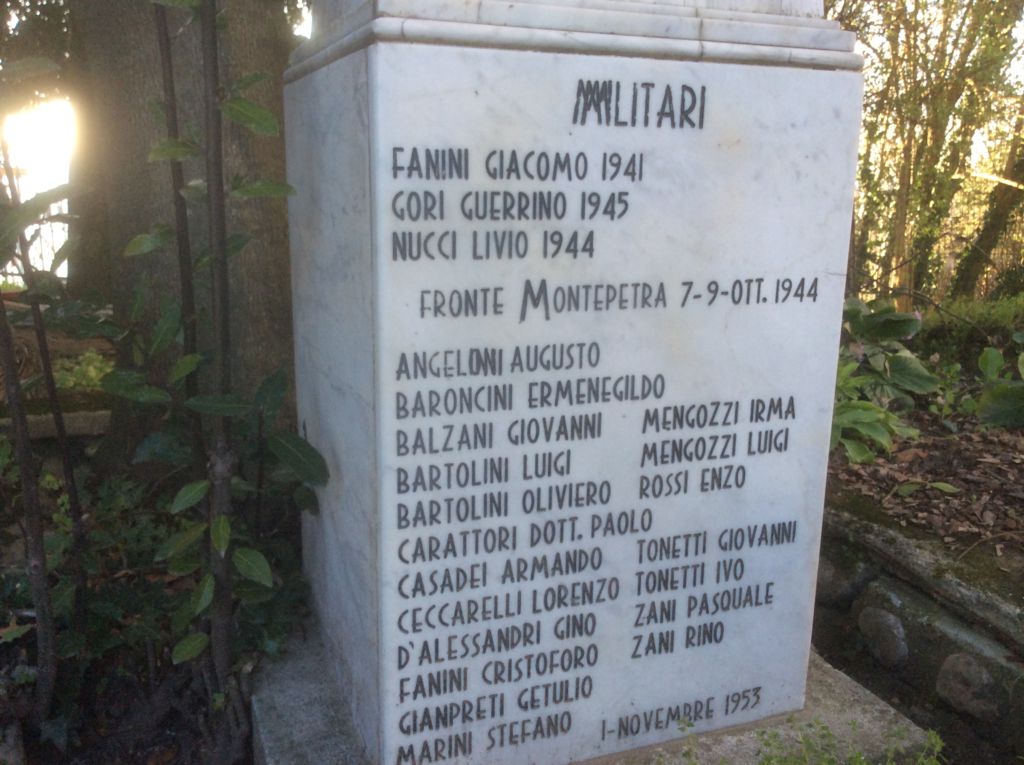 MILITARI
FANINI GIACOMO 1941
GORI GUERRINO 1945
NUCCI LIVIO 1944
FRONTE MONTEPETRA 7-9-OTT. 1944
ANGELONI AUGUSTO
BARONCINI ERMENEGILDO
BALZANI GIOVANNI
BARTOLINI LUIGI
BARTOLINI OLIVIERO
CARATTORI DOTT. PAOLO
CASADEI ARMANDO
CECCARELLI LORENZO
D'ALESSANDRI GINO
FANINI CRISTOFORO
GIANPRETI GETULIO
MARINI STEFANO
MENGOZZI IRMA
MENGOZZI LUIGI
ROSSI ENZO
TONETTI GIOVANNI
TONETTI IVO
ZANI PASQUALE
ZANI RINO
1-NOVEMBRE 1953